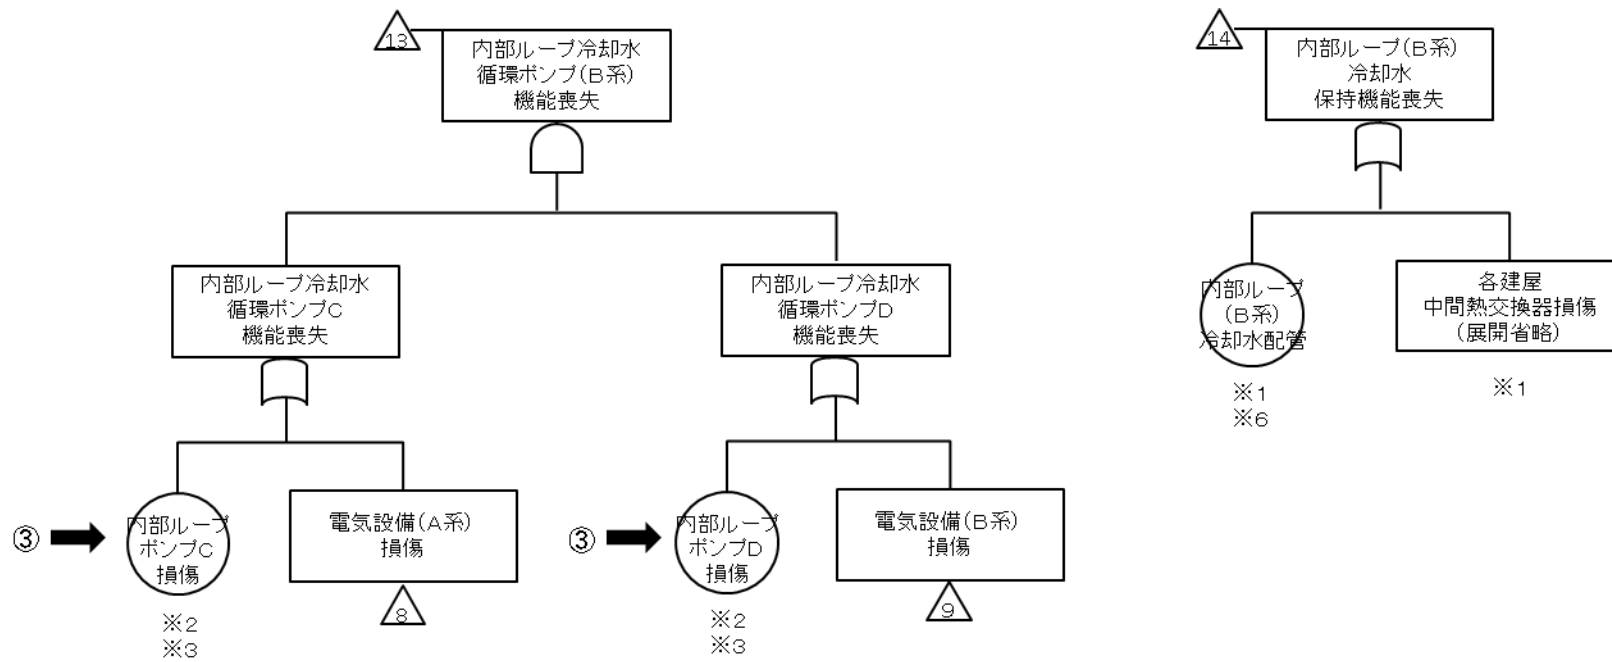 13
内部ループ冷却水
循環ポンプ(B系)
機能喪失
14
内部ループ(B系)
冷却水
保持機能喪失
内部ループ冷却水
循環ポンプC
機能喪失
内部ループ冷却水
循環ポンプD
機能喪失
内部ループ
(B系)
冷却水配管
※1
※6
各建屋
中間熱交換器損傷
(展開省略)
※1
③
内部ループ
ポンプC
損傷
※2
※3
電気設備(A系)
損傷
8
③
内部ループ
ポンプD
損傷
※2
※3
電気設備(B系)
損傷
9